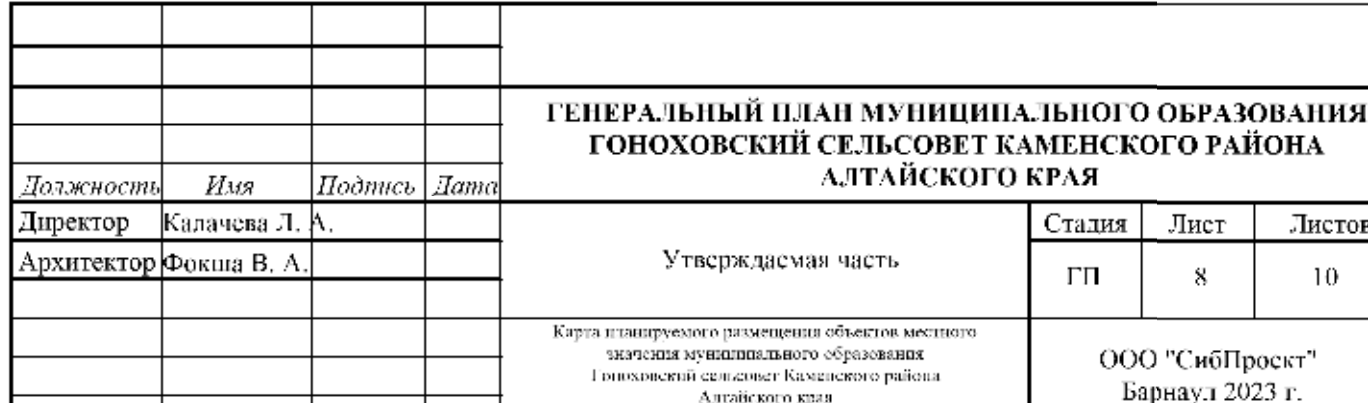 ГЕНЕРАЛЬНЫЙ ПЛАН МУНИЦИПАЛЬНОГО ОБРАЗОВАНИЯ
ГОНОХОВСКИЙ СЕЛЬСОВЕТ КАМЕНСКОГО РАЙОНА
АЛТАЙСКОГО КРАЯ
Должность Имя Подпись Дата
Директор Калачева Л. А.
Архитектор Фокша В. А.
Утверждаемая часть
Стадия Лист Листов
ГП 8 10
Карта планируемого размещения объектов местного
значения муниципального образования
Гоноховский сельсовет Каменского района
Алтайского края
ООО "СибПроект"
Барнаул 2023 г.